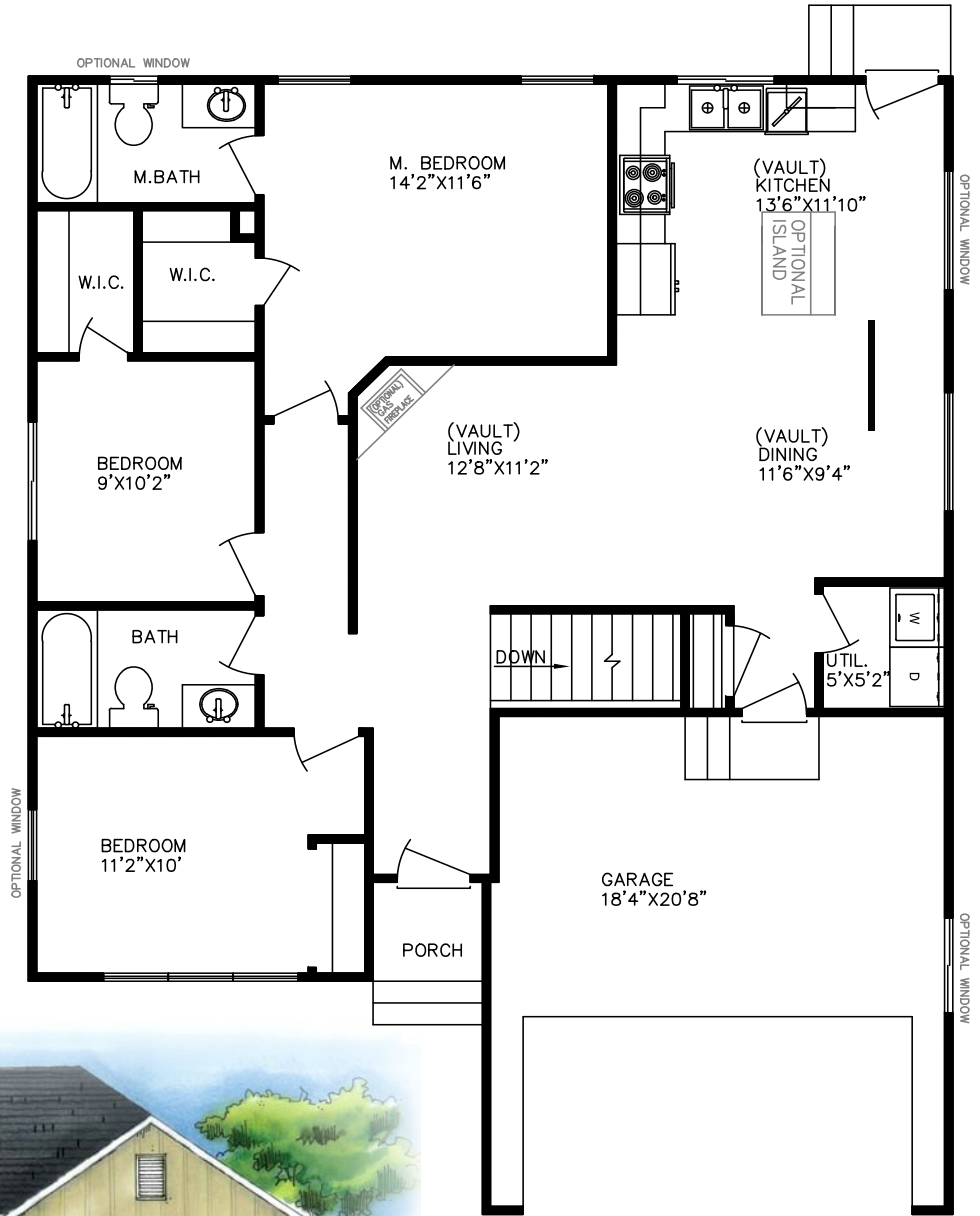 OPTIONAL WINDOW
M.BATH
M. BEDROOM
14'2"X11'6"
(VAULT)
KITCHEN
13'6"X11'10"
OPTIONAL WINDOW
OPTIONAL
ISLAND
W.I.C.
W.I.C.
(OPTIONAL)
GAS
FIREPLACE
(VAULT)
LIVING
12'8"X11'2"
(VAULT)
DINING
11'6"X9'4"
BEDROOM
9'X10'2"
BATH
DOWN
W
UTIL.
5'X5'2"
D
OPTIONAL WINDOW
BEDROOM
11'2"X10'
GARAGE
18'4"X20'8"
PORCH
OPTIONAL WINDOW